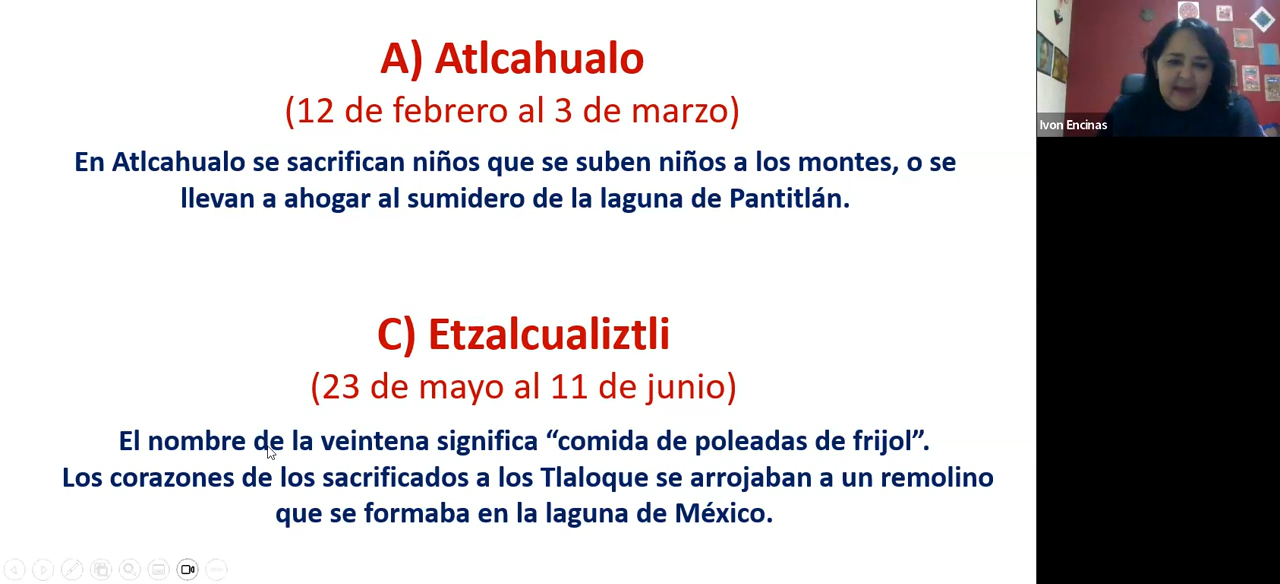 A) Atlcahualo
(12 de febrero al 3 de marzo)
En Atlcahualo se sacrifican niños que se suben niños a los montes, o se
llevan a ahogar al sumidero de la laguna de Pantitlán.
C) Etzalcualiztli
(23 de mayo al 11 de junio)
El nombre de la veintena significa “comida de poleadas de frijol”.
Los corazones de los sacrificados a los Tlaloque se arrojaban a un remolino
que se formaba en la laguna de México.
Ivon Encinas